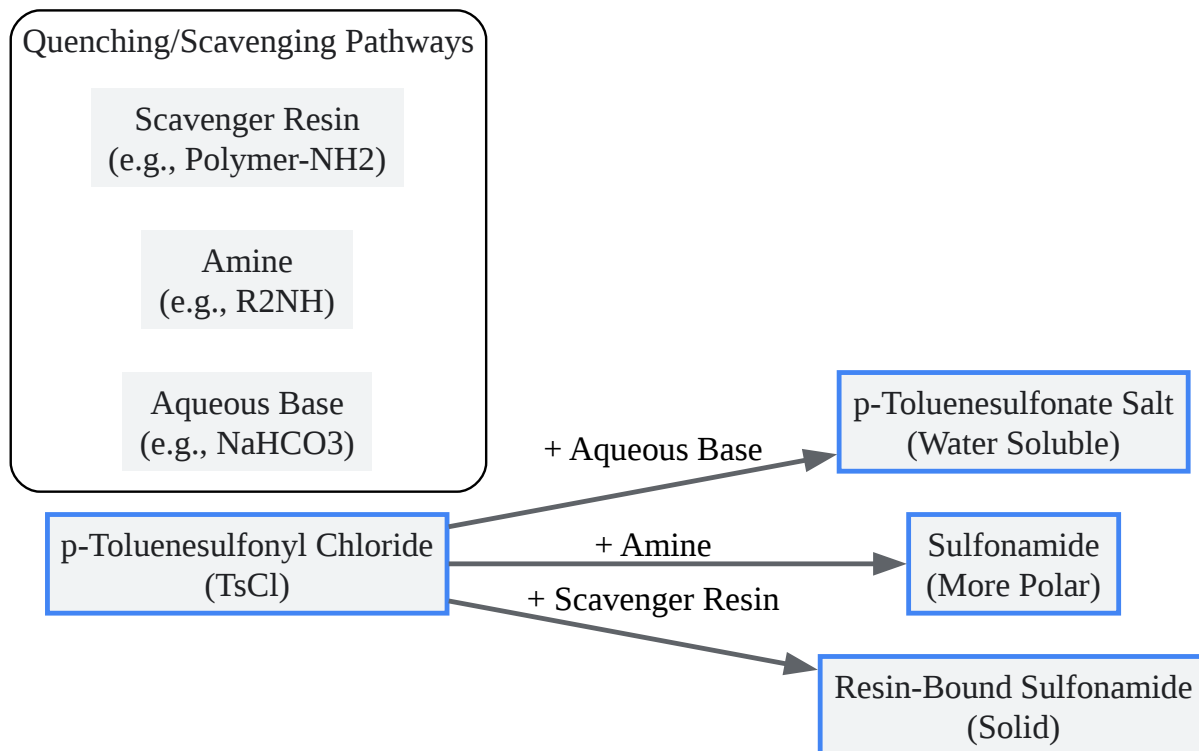 Quenching/Scavenging Pathways
Scavenger Resin
(e.g., Polymer-NH2)
Amine
(e.g., R2NH)
Aqueous Base
(e.g., NaHCO3)
p-Toluenesulfonyl Chloride
(TsCl)
+ Aqueous Base
+ Amine
+ Scavenger Resin
p-Toluenesulfonate Salt
(Water Soluble)
Sulfonamide
(More Polar)
Resin-Bound Sulfonamide
(Solid)